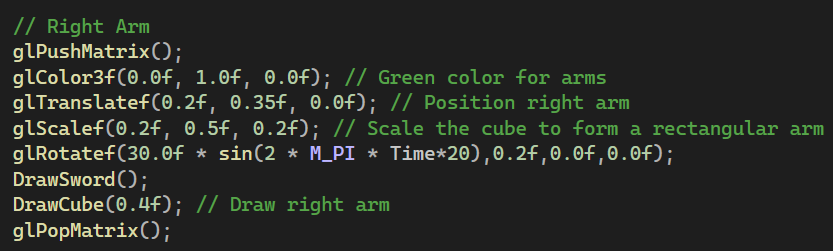 // Right Arm
glPushMatrix();
glColor3f(0.0f, 1.0f, 0.0f); // Green color for arms
glTranslatef(0.2f, 0.35f, 0.0f); // Position right arm
glScalef(0.2f, 0.5f, 0.2f); // Scale the cube to form a rectangular arm
glRotatef(30.0f * sin(2 * M_PI * Time*20),0.2f,0.0f,0.0f);
DrawSword();
DrawCube(0.4f); // Draw right arm
glPopMatrix();